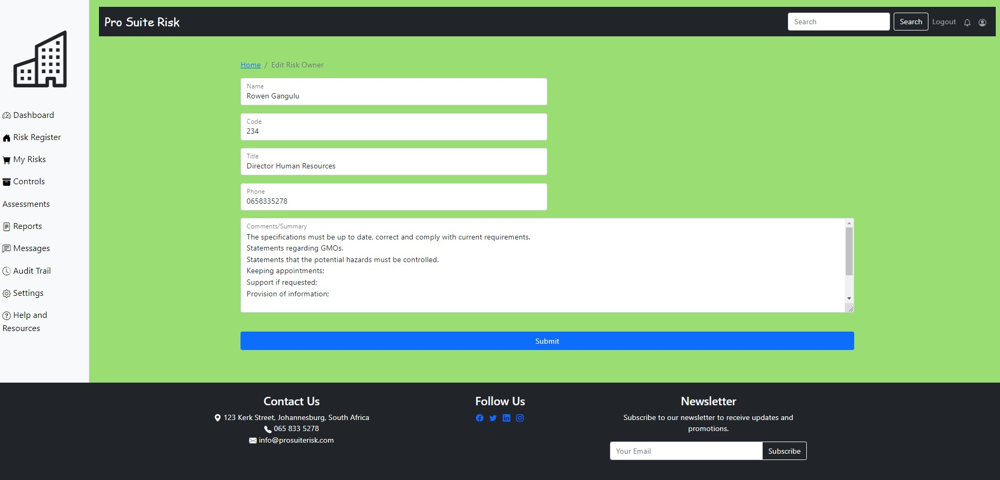 Pro Suite Risk
Search
Search
Logout
Dashboard
Risk Register
My Risks
Controls
Assessments
Reports
Messages
Audit Trail
Settings
Help and
Resources
Home / Edit Risk Owner
Name
Rowen Gangulu
Code
234
Title
Director Human Resources
Phone
0658335278
Comments/Summary
The specifications must be up to date, correct and comply with current requirements.
Statements regarding GMOs.
Statements that the potential hazards must be controlled.
Keeping appointments;
Support if requested;
Provision of information;
Submit
Contact Us
123 Kerk Street, Johannesburg, South Africa
065 833 5278
info@prosuiterisk.com
Follow Us
Newsletter
Subscribe to our newsletter to receive updates and
promotions.
Your Email
Subscribe